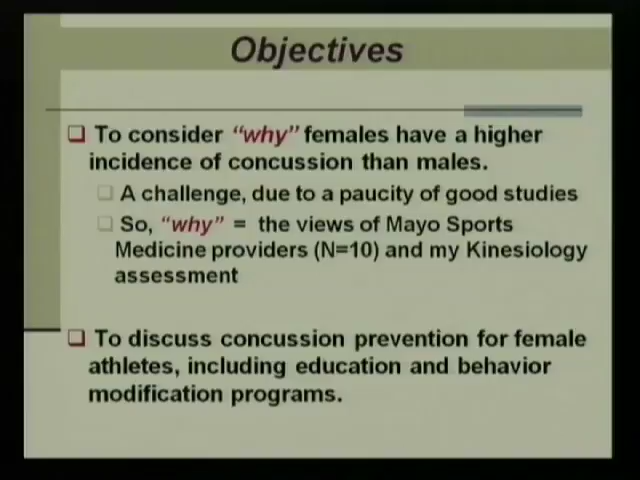 Objectives
To consider “why” females have a higher
incidence of concussion than males.
A challenge, due to a paucity of good studies
So, “why” = the views of Mayo Sports
Medicine providers (N=10) and my Kinesiology
assessment
To discuss concussion prevention for female
athletes, including education and behavior
modification programs.